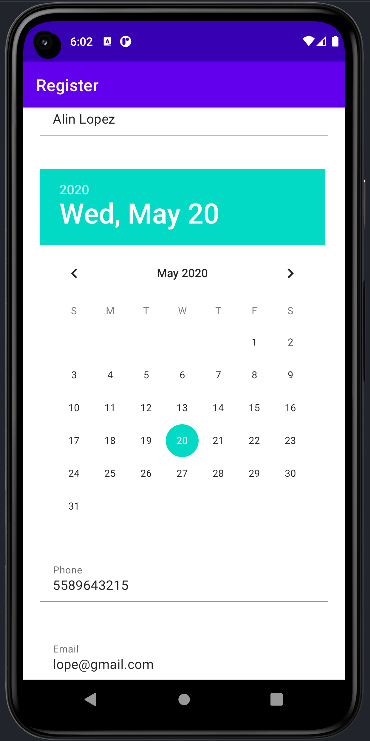 6:02
Register
Alin Lopez
2020
Wed, May 20
May 2020
S M T W T F S
1 2
3 4 5 6 7 8 9
10 11 12 13 14 15 16
17 18 19 20 21 22 23
24 25 26 27 28 29 30
31
Phone
5589643215
Email
lope@gmail.com